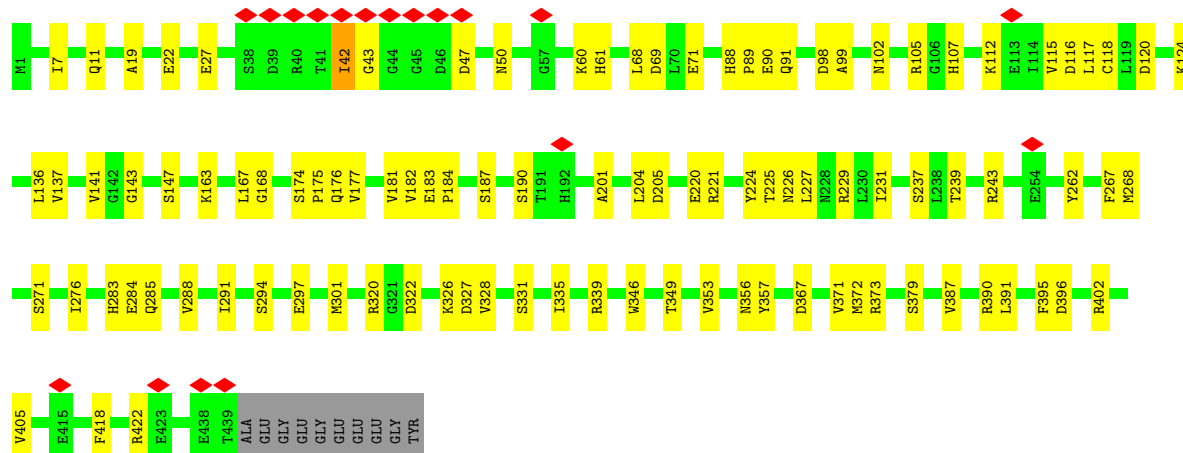 M1 I7 Q11 A19 E22 E27 S38 D39 R40 T41 I42 G43 G44 G45 D46 D47 N50 G57 K60 H61 L68 D69 L70 E71 H88 P89 E90 Q91 D98 A99 N102 R105 G106 H107 K112 E113 I114 V115 D116 L117 C118 L119 D120 K124
L136 V137 V141 G142 G143 S147 K163 L167 G168 S174 P175 Q176 V177 V181 V182 E183 P184 S187 S190 T191 H192 A201 L204 D205 E220 R221 Y224 T225 N226 L227 N228 R229 L230 I231 S237 L238 T239 R243 E254 Y262 F267 M268
S271 I276 H283 E284 Q285 V288 I291 S294 E297 M301 R320 G321 D322 K326 D327 V328 S331 I335 R339 W346 T349 V353 N356 Y357 D367 V371 M372 R373 S379 V387 R390 L391 F395 D396 R402
V405 E415 F418 R422 E423 E438 T439 ALA GLU GLY GLU GLY GLU GLU GLU GLY TYR